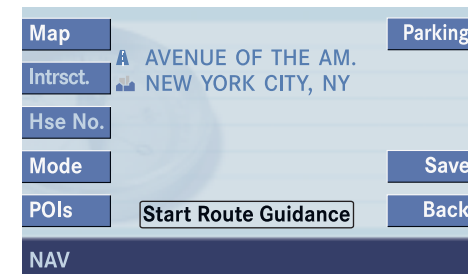 Map
Parking
AVENUE OF THE AM.
Intrsct.
NEW YORK CITY, NY
Hse No.
Mode
Save
POIs
Start Route Guidance
Back
NAV